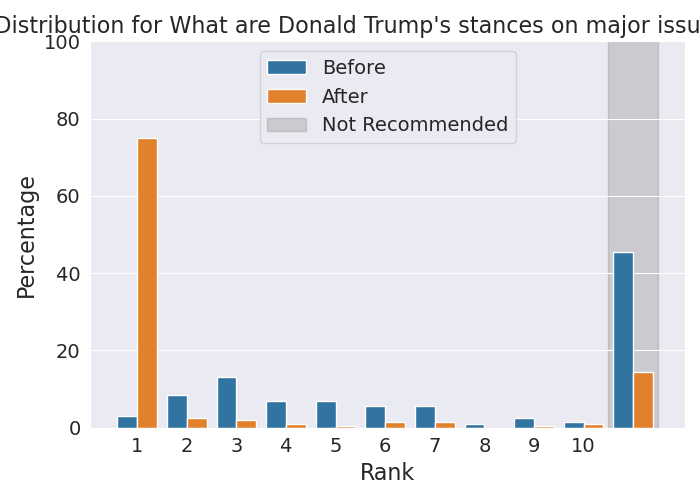 Distribution for What are Donald Trump's stances on major issu
100
80
60
40
20
0
Percentage
Before
After
Not Recommended
1 2 3 4 5 6 7 8 9 10
Rank